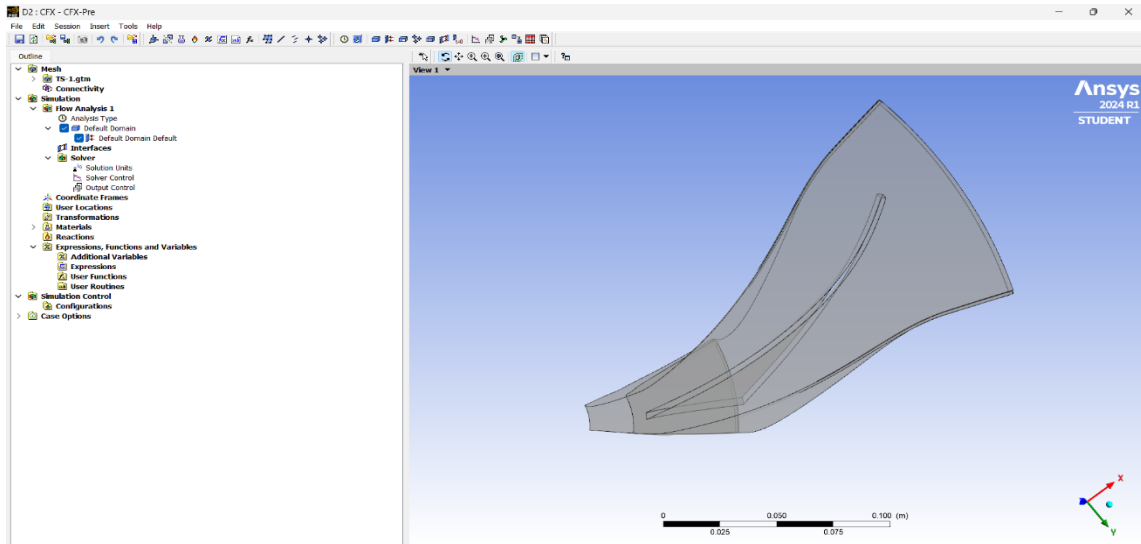 D2 : CFX - CFX-Pre
File Edit Session Insert Tools Help
Outline
Mesh
TS-1.gtm
Connectivity
Simulation
Flow Analysis 1
Analysis Type
Default Domain
Default Domain Default
Interfaces
Solver
Solution Units
Solver Control
Output Control
Coordinate Frames
User Locations
Transformations
Materials
Reactions
Expressions, Functions and Variables
Additional Variables
Expressions
User Functions
User Routines
Simulation Control
Configurations
Case Options
View 1
Ansys
2024 R1
STUDENT
0 0.050 0.100 (m)
0.025 0.075
X
Y